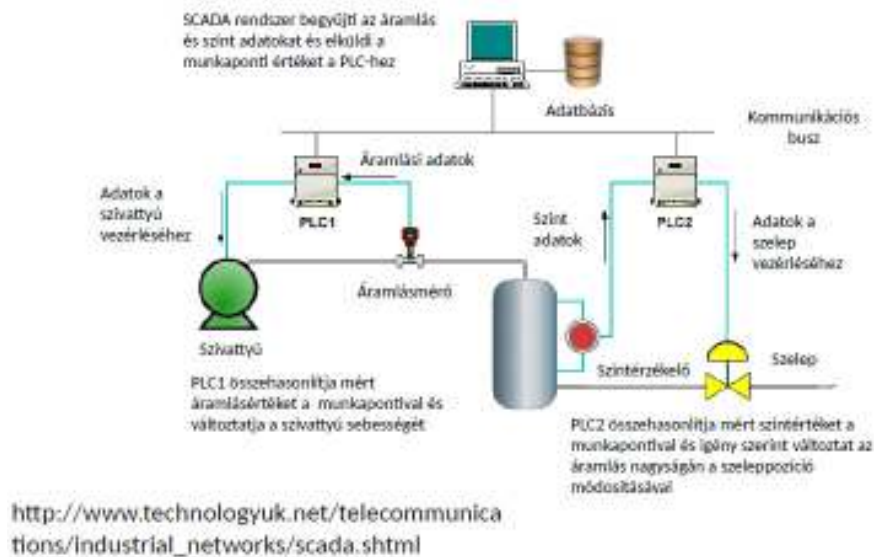 SCADA rendszer begyűjti az áramlás
és szint adatokat és elküldi a
munkaponti értéket a PLC-hez
Adatbázis
Kommunikációs
busz
Áramlási adatok
Adatok a
szivattyú
vezérléséhez
PLC1
Szint
adatok
PLC2
Adatok a
szelep
vezérléséhez
Áramlásmérő
Szivattyú
Szintérzékelő
Szelep
PLC1 összehasonlítja mért
áramlásértéket a munkapontival és
változtatja a szivattyú sebességét
PLC2 összehasonlítja mért szintértéket a
munkapontival és igény szerint változtat az
áramlás nagyságán a szeleppozíció
módosításával
http://www.technologyuk.net/telecommunica
tions/industrial_networks/scada.shtml